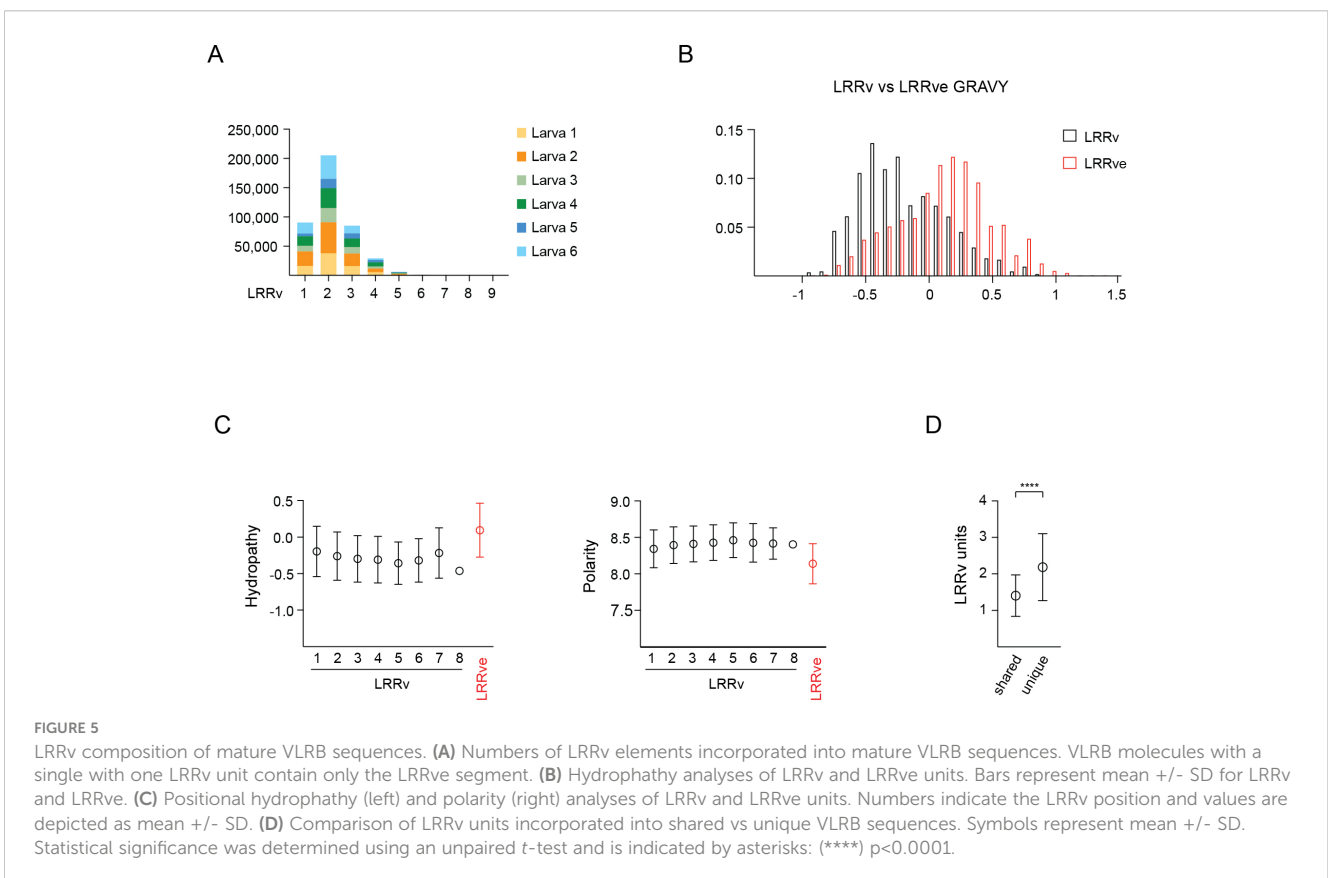 A
250,000
200,000
150,000
100,000
50,000
LRRv 1 2 3 4 5 6 7 8 9
Larva 1
Larva 2
Larva 3
Larva 4
Larva 5
Larva 6
B
LRRv vs LRRve GRAVY
0.15
0.10
0.05
-1 -0.5 0 0.5 1 1.5
LRRv
LRRve
C
Hydropathy
0.5
0.0
-0.5
-1.0
1 2 3 4 5 6 7 8
LRRv
LRRve
Polarity
9.0
8.5
8.0
7.5
1 2 3 4 5 6 7 8
LRRv
LRRve
D
****
LRRv units
4
3
2
1
shared
unique
FIGURE 5
LRRv composition of mature VLRB sequences. (A) Numbers of LRRv elements incorporated into mature VLRB sequences. VLRB molecules with a
single with one LRRv unit contain only the LRRve segment. (B) Hydrophathy analyses of LRRv and LRRve units. Bars represent mean +/- SD for LRRv
and LRRve. (C) Positional hydrophathy (left) and polarity (right) analyses of LRRv and LRRve units. Numbers indicate the LRRv position and values are
depicted as mean +/- SD. (D) Comparison of LRRv units incorporated into shared vs unique VLRB sequences. Symbols represent mean +/- SD.
Statistical significance was determined using an unpaired t-test and is indicated by asterisks: (****) p<0.0001.